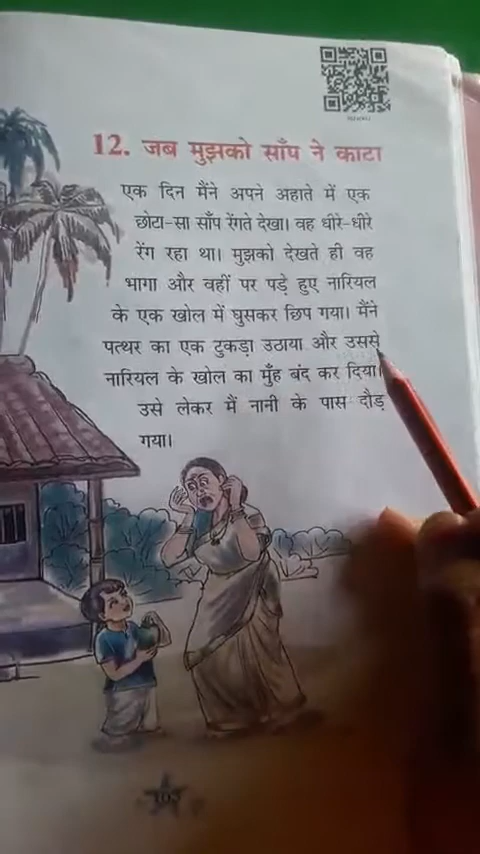 12. जब मुझको साँप ने काटा
एक दिन मैंने अपने अहाते में एक
छोटा-सा साँप रेंगते देखा। वह धीरे-धीरे
रेंग रहा था। मुझको देखते ही वह
भागा और वहीं पर पड़े हुए नारियल
के एक खोल में घुसकर छिप गया। मैंने
पत्थर का एक टुकड़ा उठाया और उससे
नारियल के खोल का मुँह बंद कर दिया।
उसे लेकर मैं नानी के पास दौड़
गया।